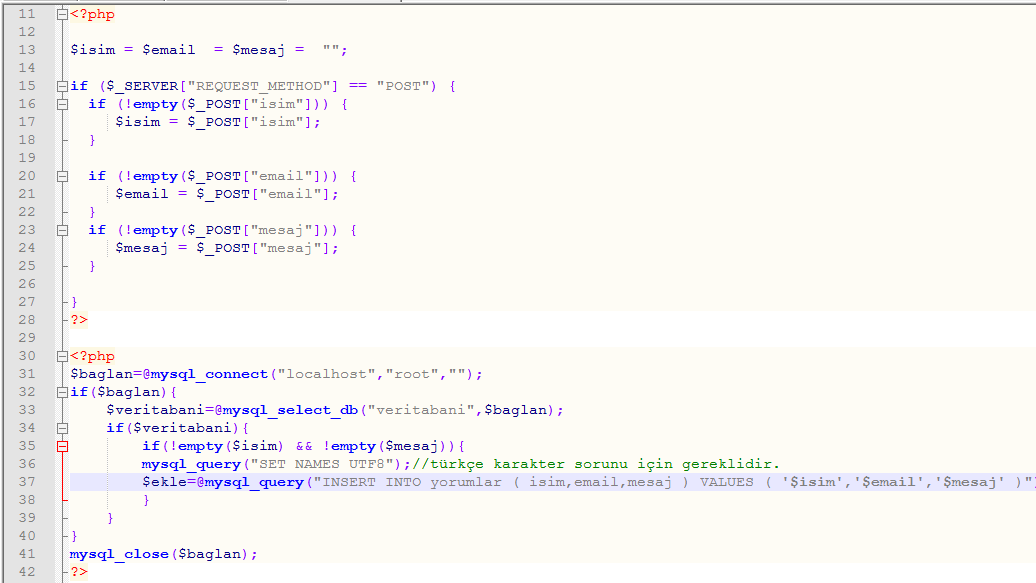 11 <?php
12
13 $isim = $email  = $mesaj =  "";
14
15 if ($_SERVER["REQUEST_METHOD"] == "POST") {
16   if (!empty($_POST["isim"])) {
17      $isim = $_POST["isim"];
18   }
19
20   if (!empty($_POST["email"])) {
21      $email = $_POST["email"];
22   }
23   if (!empty($_POST["mesaj"])) {
24      $mesaj = $_POST["mesaj"];
25   }
26
27 }
28 ?>
29
30 <?php
31 $baglan=@mysql_connect("localhost","root","");
32 if($baglan){
33     $veritabani=@mysql_select_db("veritabani",$baglan);
34     if($veritabani){
35         if(!empty($isim) && !empty($mesaj)){
36         mysql_query("SET NAMES UTF8");//türkçe karakter sorunu için gereklidir.
37         $ekle=@mysql_query("INSERT INTO yorumlar ( isim,email,mesaj ) VALUES ( '$isim','$email','$mesaj' )")
38         }
39     }
40 }
41 mysql_close($baglan);
42 ?>